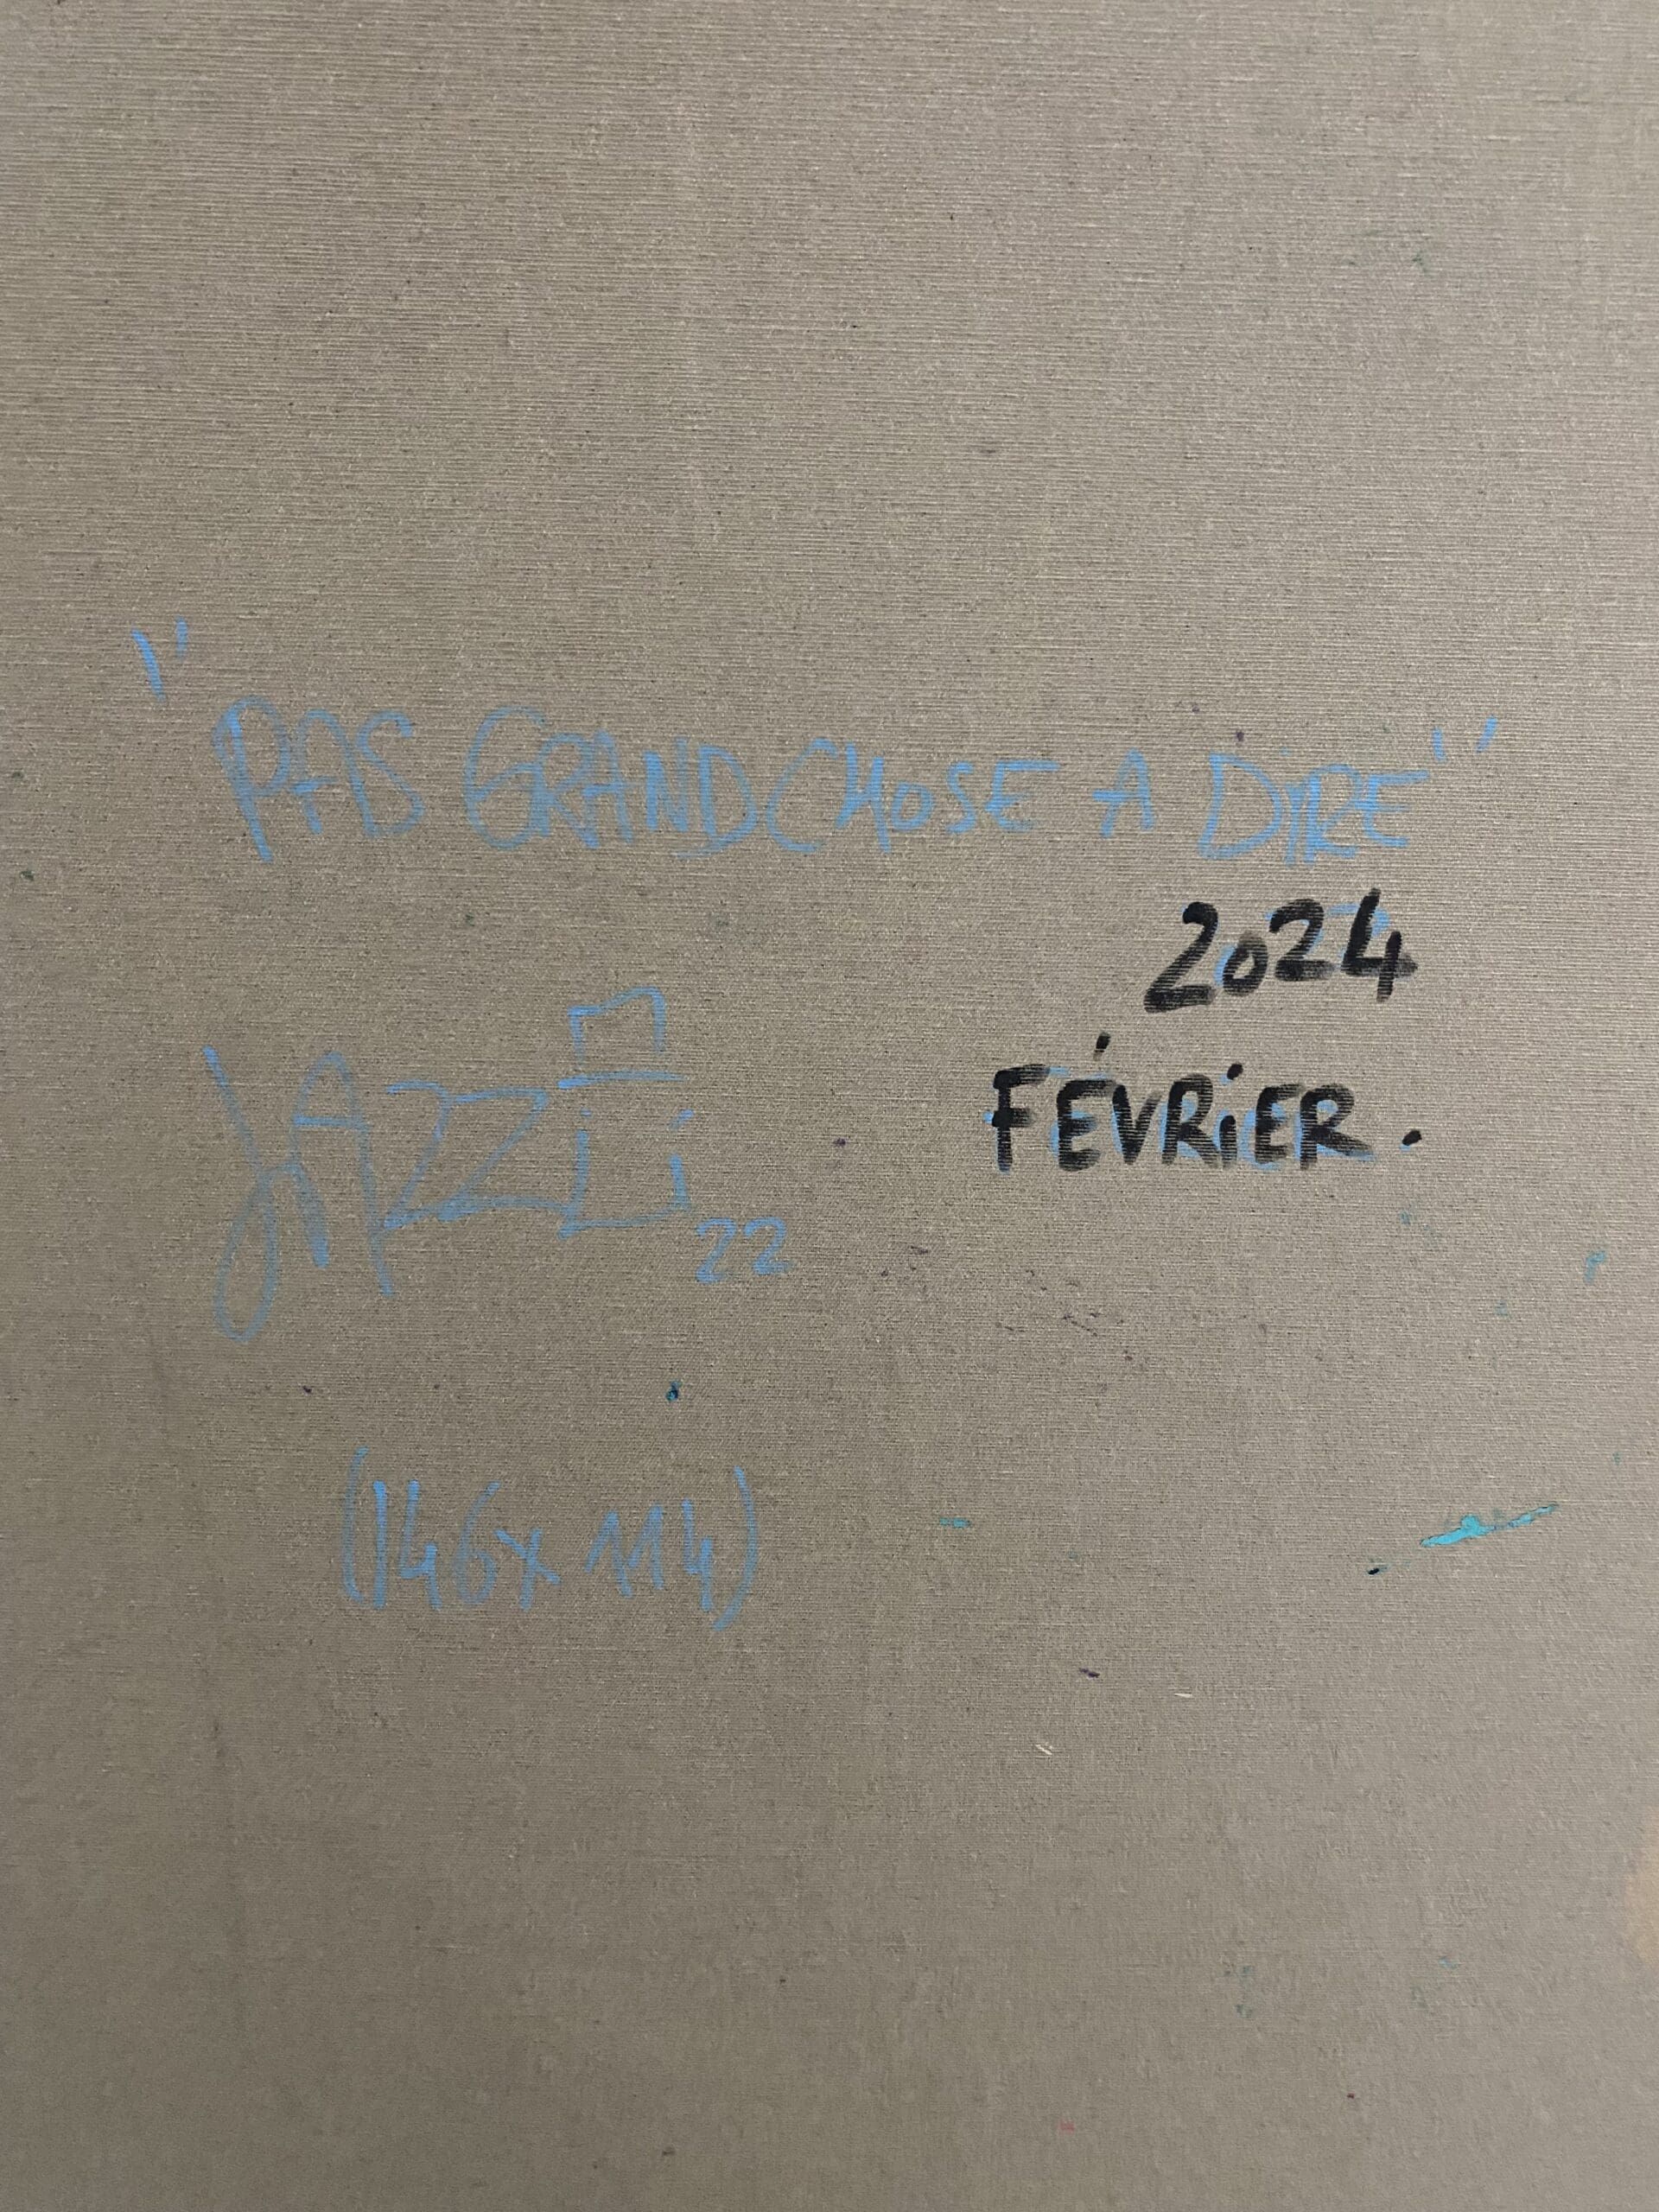 "PAS GRAND CHOSE A DIRE"
2024
FÉVRIER.
JAZZI
22
(146x114)